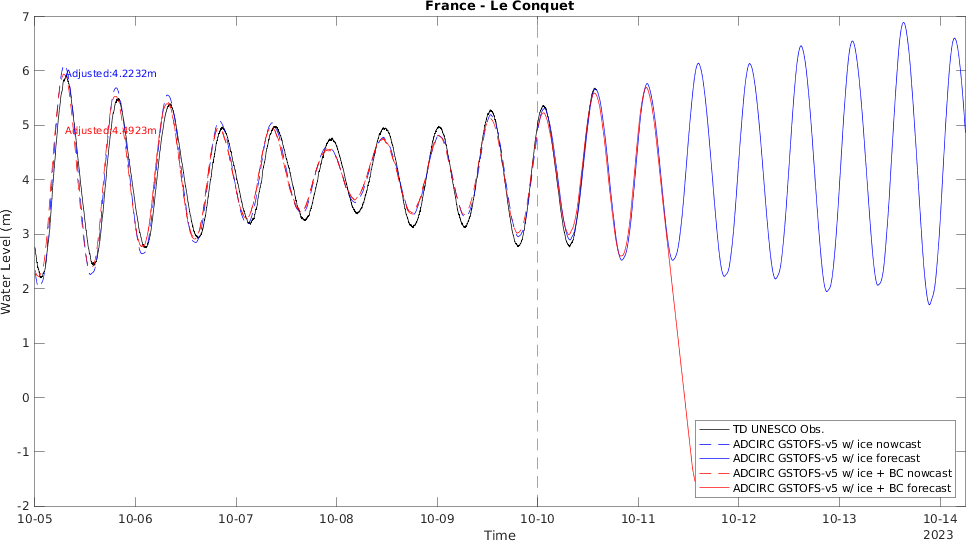 France - Le Conquet
7
6
5
4
3
2
1
0
-1
-2
Water Level (m)
Adjusted:4.2232m
Adjusted:4.4923m
TD UNESCO Obs.
ADCIRC GSTOFS-v5 w/ ice nowcast
ADCIRC GSTOFS-v5 w/ ice forecast
ADCIRC GSTOFS-v5 w/ ice + BC nowcast
ADCIRC GSTOFS-v5 w/ ice + BC forecast
10-05 10-06 10-07 10-08 10-09 10-10 10-11 10-12 10-13 10-14
2023
Time